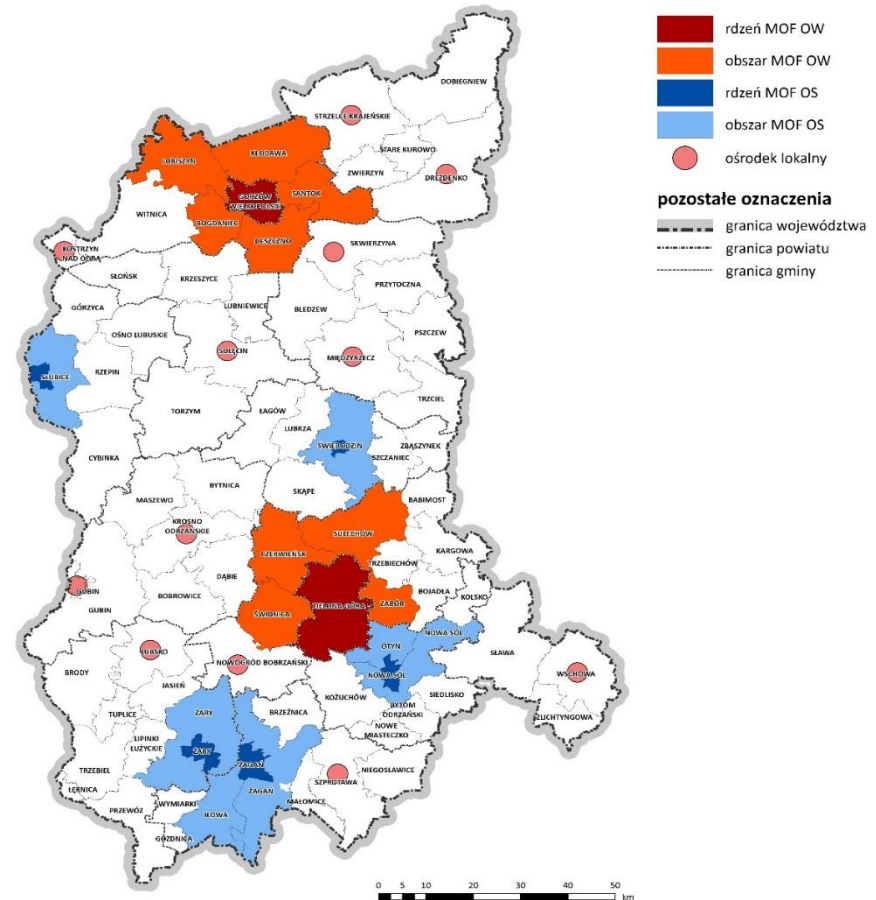 rdzeń MOF OW
obszar MOF OW
rdzeń MOF OS
obszar MOF OS
ośrodek lokalny
pozostałe oznaczenia
granica województwa
granica powiatu
granica gminy
DOBIEGNIEW
STRZELCE KRAJEŃSKIE
STARE KUROWO
ZWIERZYN
DREZDENKO
KŁODAWA
LUBISZYN
SANTOK
GORZÓW
WIELKOPOLSKI
WITNICA
BOGDANIEC
DESZCZNO
KOSTRZYN
NAD ODRĄ
SKWIERZYNA
SŁOŃSK
KRZESZYCE
PRZYTOCZNA
LUBNIEWICE
BLEDZEW
GÓRZYCA
OŚNO LUBUSKIE
PSZCZEW
SULĘCIN
MIĘDZYRZECZ
RZEPIN
SŁUBICE
TRZCIEL
TORZYM
ŁAGÓW
LUBRZA
ŚWIEBODZIN
ZBĄSZYNEK
SZCZANIEC
CYBINKA
BYTNICA
SKĄPE
MASZEWO
BABIMOST
KROSNO
ODRZAŃSKIE
SULECHÓW
CZERWIEŃSK
KARGOWA
TRZEBIECHÓW
DĄBIE
BOJADŁA
GUBIN
KOLSKO
BOBROWICE
ZIELONA GÓRA
ZABÓR
GUBIN
ŚWIDNICA
NOWA SÓL
OTYŃ
SŁAWA
LUBSKO
NOWOGRÓD BOBRZAŃSKI
BRODY
NOWA SÓL
WSCHOWA
JASIEŃ
KOŻUCHÓW
SIEDLISKO
BYTOM
ODRZAŃSKI
ŻARY
BRZEŹNICA
TUPLICE
SZLICHTYNGOWA
NOWE
MIASTECZKO
LIPINKI
ŁUŻYCKIE
ŻARY
ŻAGAŃ
TRZEBIEL
NIEGOSŁAWICE
SZPROTAWA
ŁĘKNICA
ŻAGAŃ
MAŁOMICE
PRZEWÓZ
WYMIARKI
IŁOWA
GOZDNICA
0 5 10 20 30 40 50
km